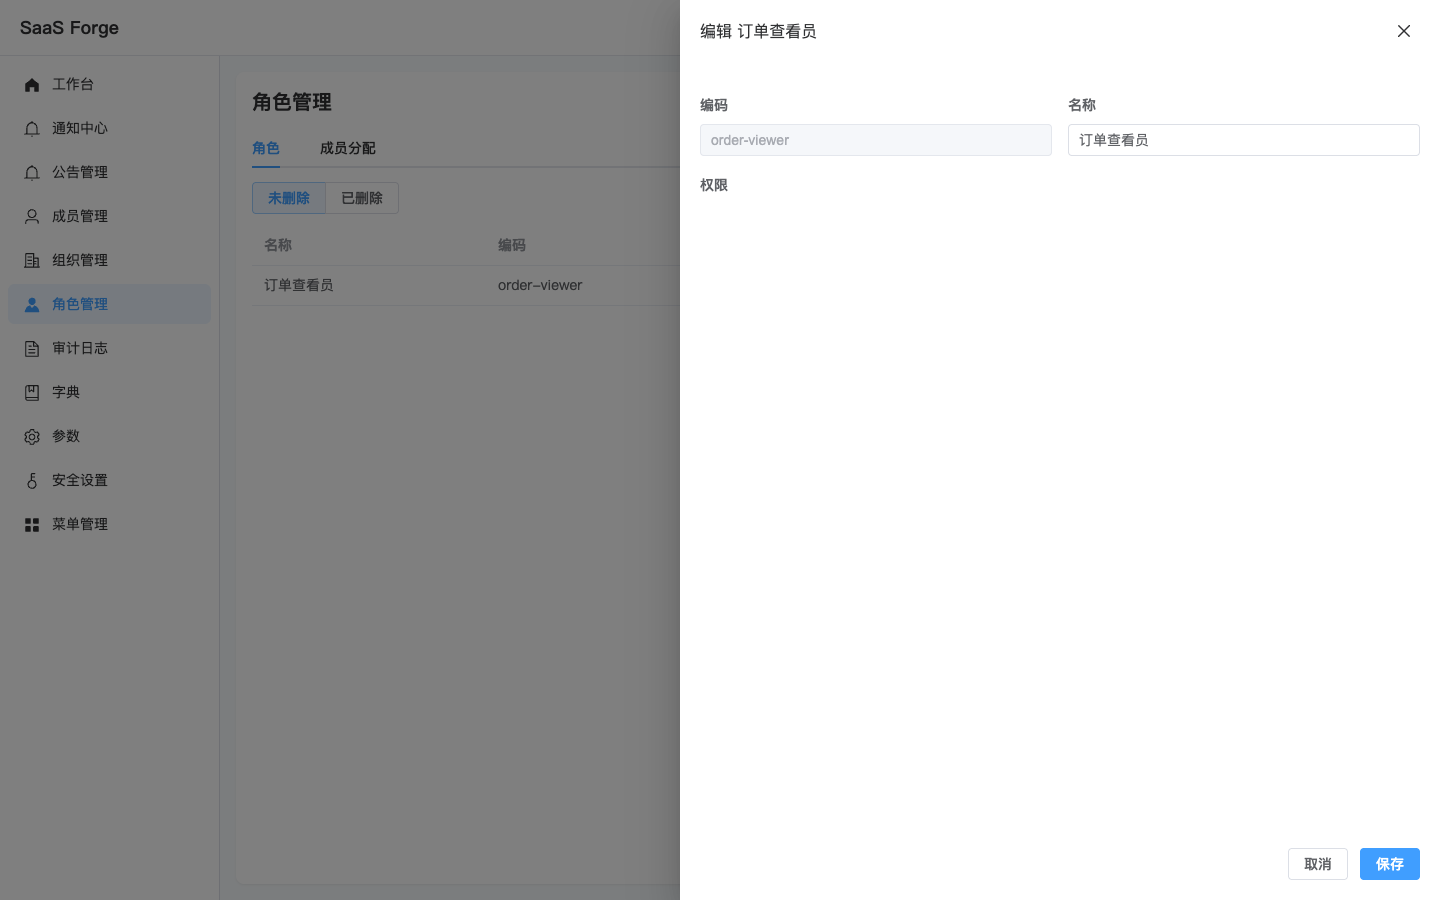 SaaS Forge
工作台
通知中心
公告管理
成员管理
组织管理
角色管理
审计日志
字典
参数
安全设置
菜单管理
角色管理
角色 成员分配
未删除 已删除
名称 编码
订单查看员 order-viewer
编辑 订单查看员
编码 名称
order-viewer 订单查看员
权限
取消 保存